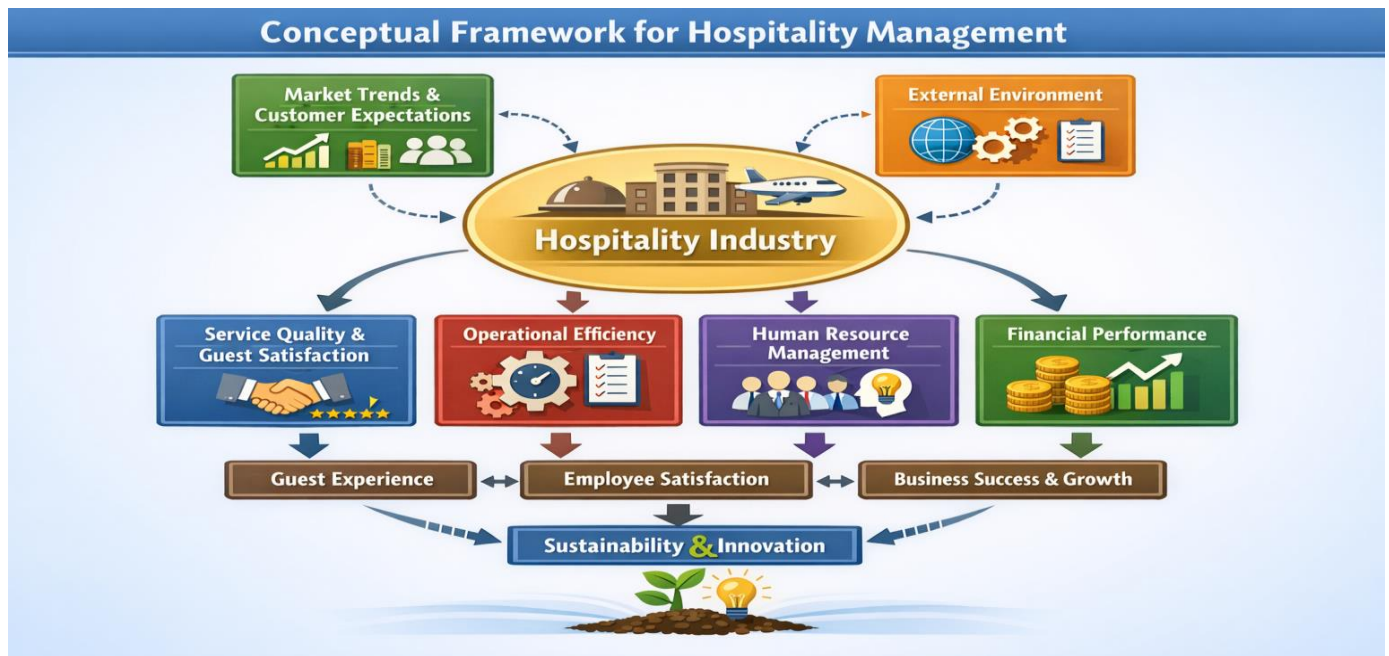 Conceptual Framework for Hospitality Management
Market Trends &
Customer Expectations
External Environment
Hospitality Industry
Service Quality &
Guest Satisfaction
Operational Efficiency
Human Resource
Management
Financial Performance
Guest Experience
Employee Satisfaction
Business Success & Growth
Sustainability & Innovation